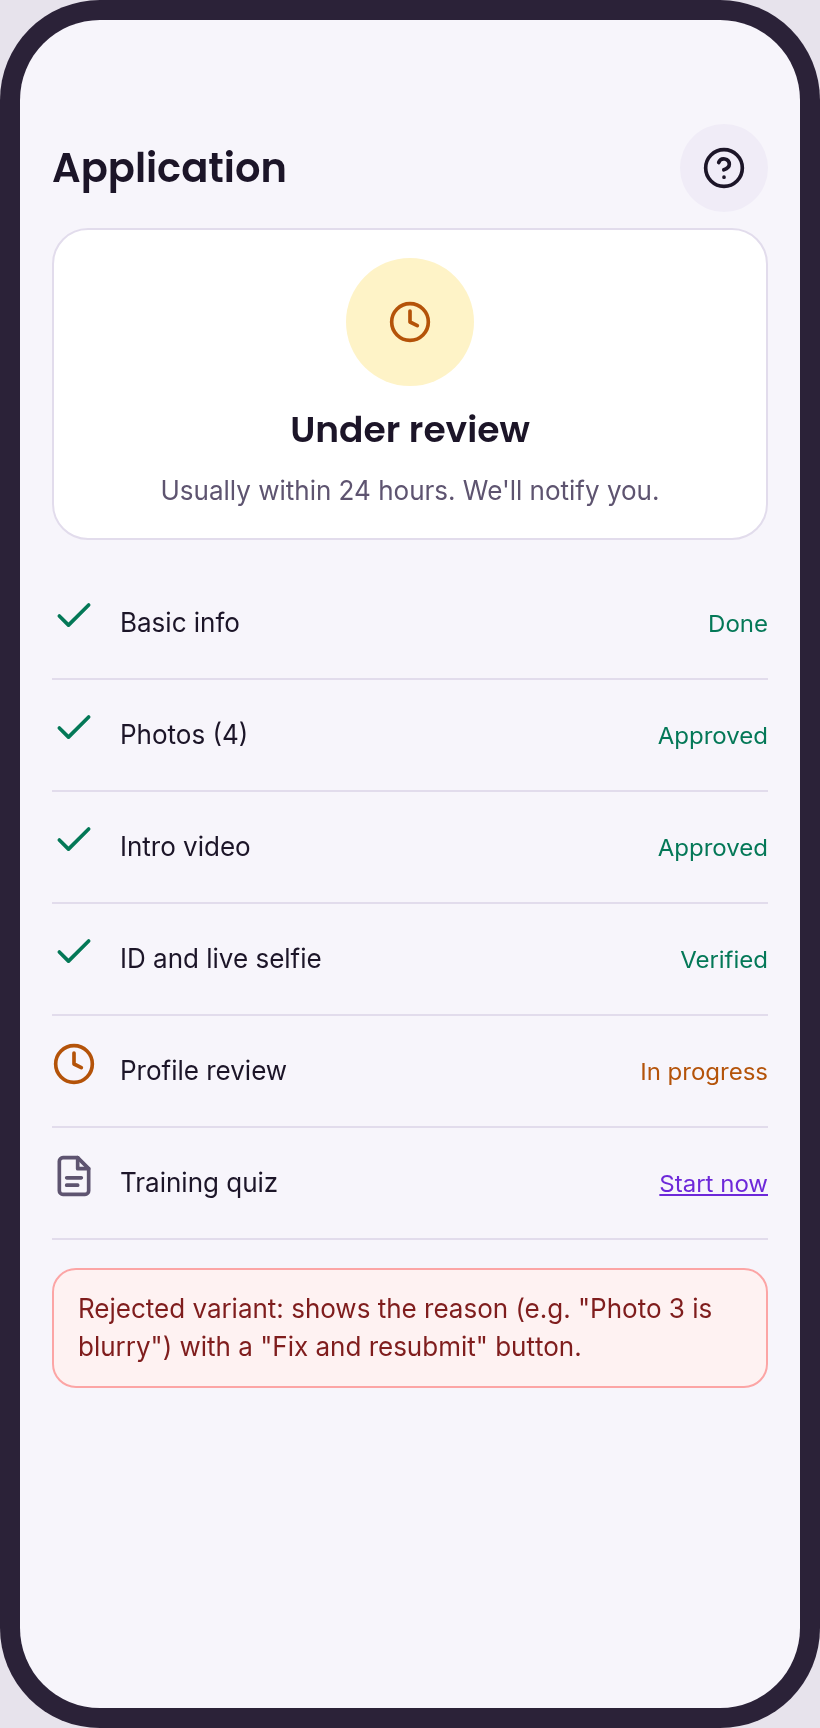 Application
Under review
Usually within 24 hours. We'll notify you.
Basic info
Done
Photos (4)
Approved
Intro video
Approved
ID and live selfie
Verified
Profile review
In progress
Training quiz
Start now
Rejected variant: shows the reason (e.g. "Photo 3 is
blurry") with a "Fix and resubmit" button.